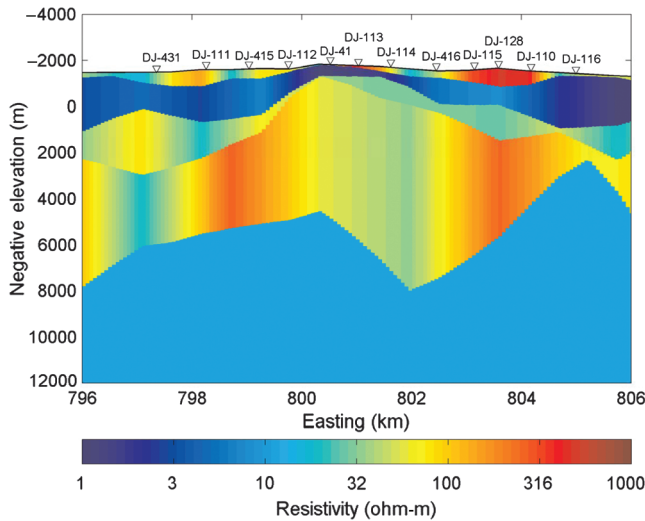 −4000
−2000
0
2000
4000
6000
8000
10000
12000
Negative elevation (m)
DJ-431
DJ-111
DJ-415
DJ-112
DJ-41
DJ-113
DJ-114
DJ-416
DJ-115
DJ-128
DJ-110
DJ-116
796
798
800
802
804
806
Easting (km)
1
3
10
32
100
316
1000
Resistivity (ohm-m)